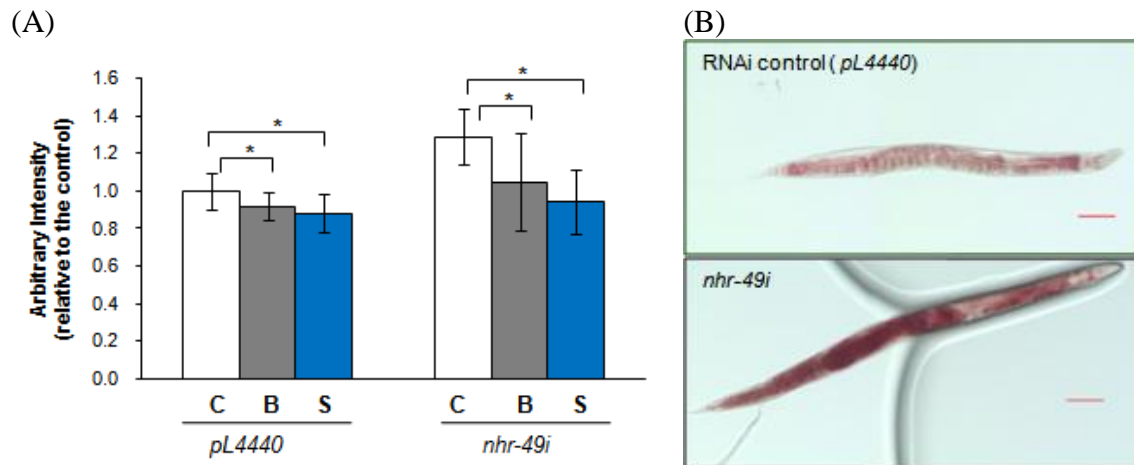 (A)
(B)
Arbitrary Intensity
(relative to the control)
1.6
1.4
1.2
1.0
0.8
0.6
0.4
0.2
0.0
*
*
*
*
C B S C B S
pL4440 nhr-49i
RNAi control ( pL4440)
nhr-49i